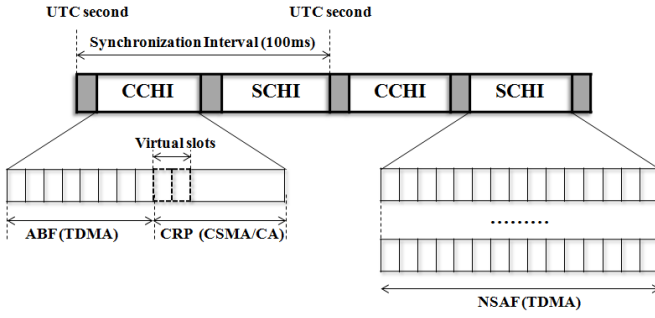 UTC second
UTC second
Synchronization Interval (100ms)
CCHI
SCHI
CCHI
SCHI
Virtual slots
.........
ABF(TDMA)
CRP (CSMA/CA)
NSAF(TDMA)